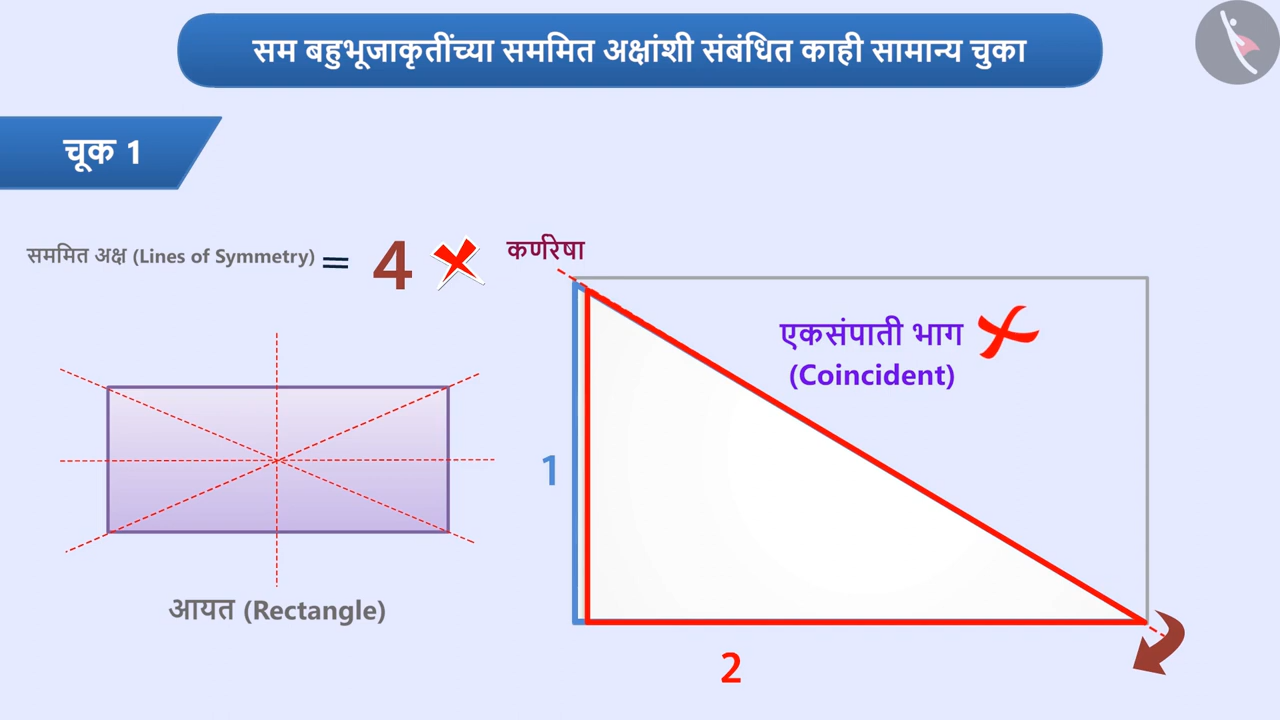 सम बहुभूजाकृतींच्या सममित अक्षांशी संबंधित काही सामान्य चुका
चूक 1
सममित अक्ष (Lines of Symmetry) = 4
कर्णरेषा
एकसंपाती भाग
(Coincident)
1
आयत (Rectangle)
2